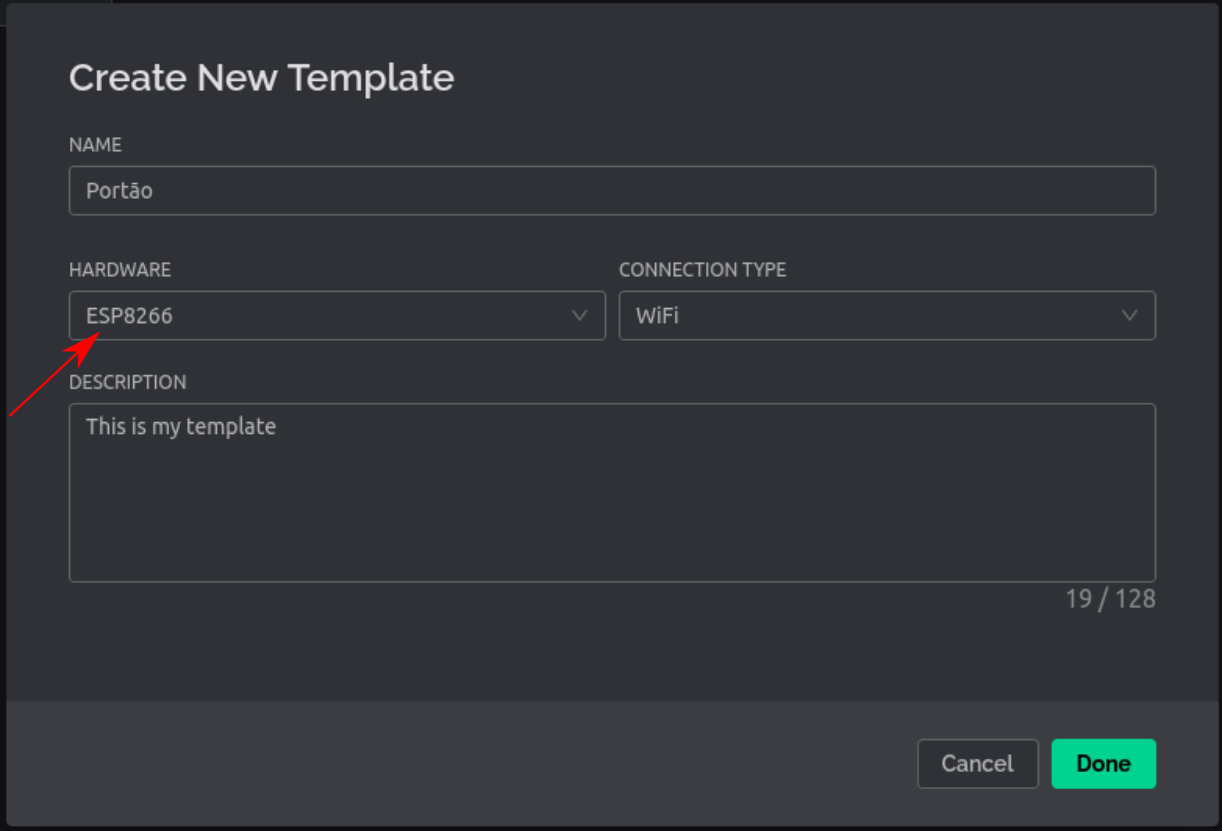 Create New Template
NAME
Portão
HARDWARE
CONNECTION TYPE
ESP8266
WiFi
DESCRIPTION
This is my template
19 / 128
Cancel
Done